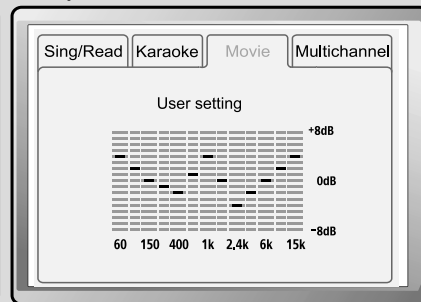 Sing/Read Karaoke Movie Multichannel
User setting
+8dB
0dB
-8dB
60 150 400 1k 2,4k 6k 15k